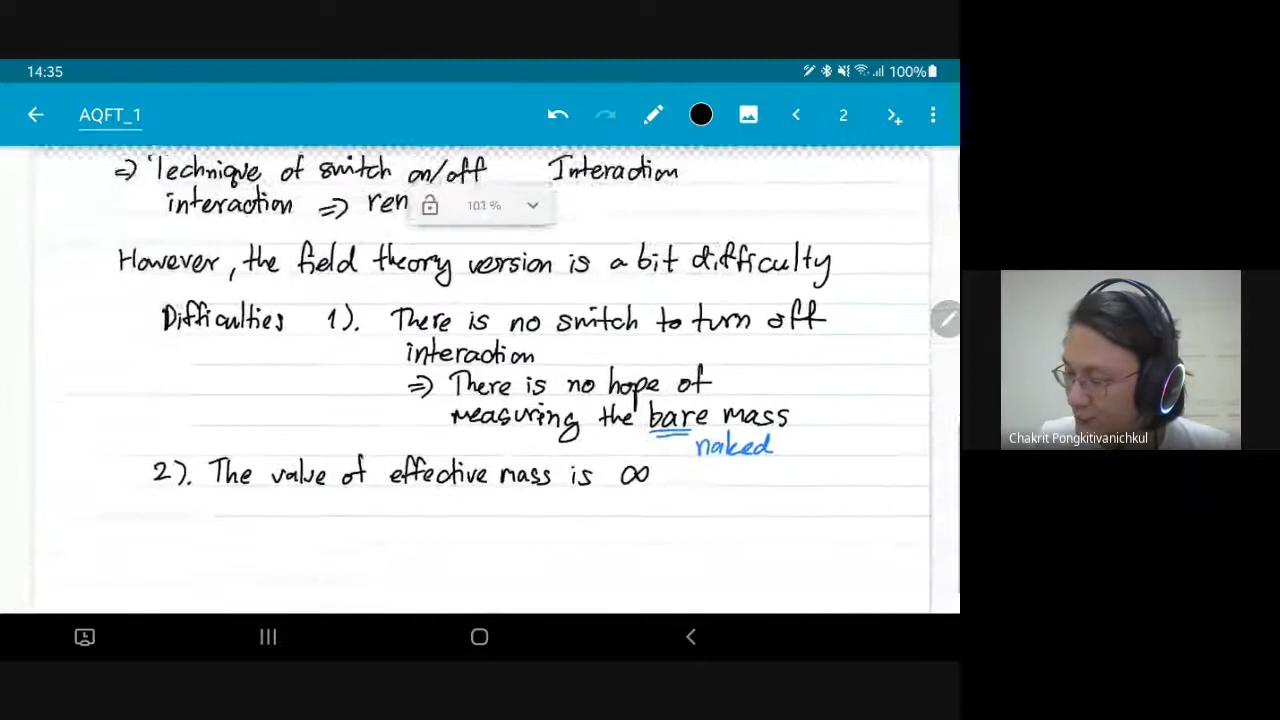 14:35
100%
AQFT_1
2
=> Technique of switch on/off Interaction
interaction => ren
101 %
However, the field theory version is a bit difficulty
Difficulties 1). There is no switch to turn off
interaction
=> There is no hope of
measuring the bare mass
naked
2). The value of effective mass is ∞
Chakrit Pongkitivanichkul